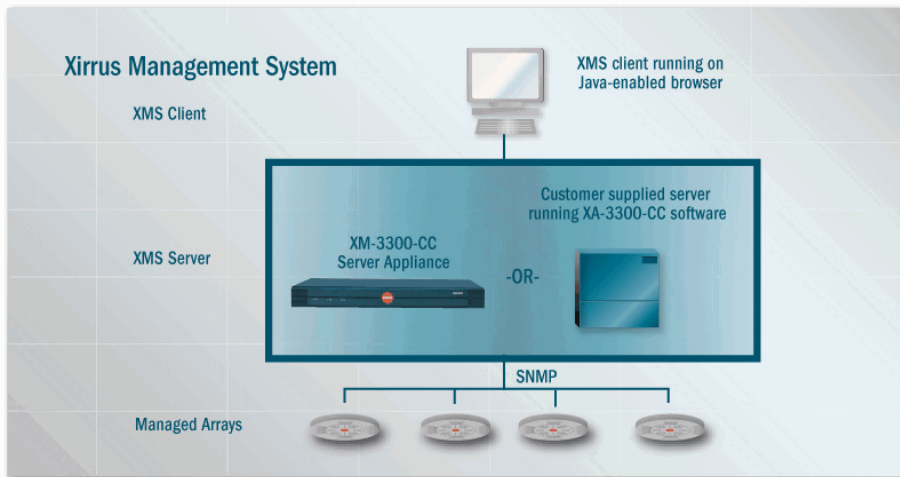 Xirrus Management System
XMS client running on
Java-enabled browser
XMS Client
Customer supplied server
running XA-3300-CC software
XM-3300-CC
Server Appliance
XMS Server
-OR-
SNMP
Managed Arrays